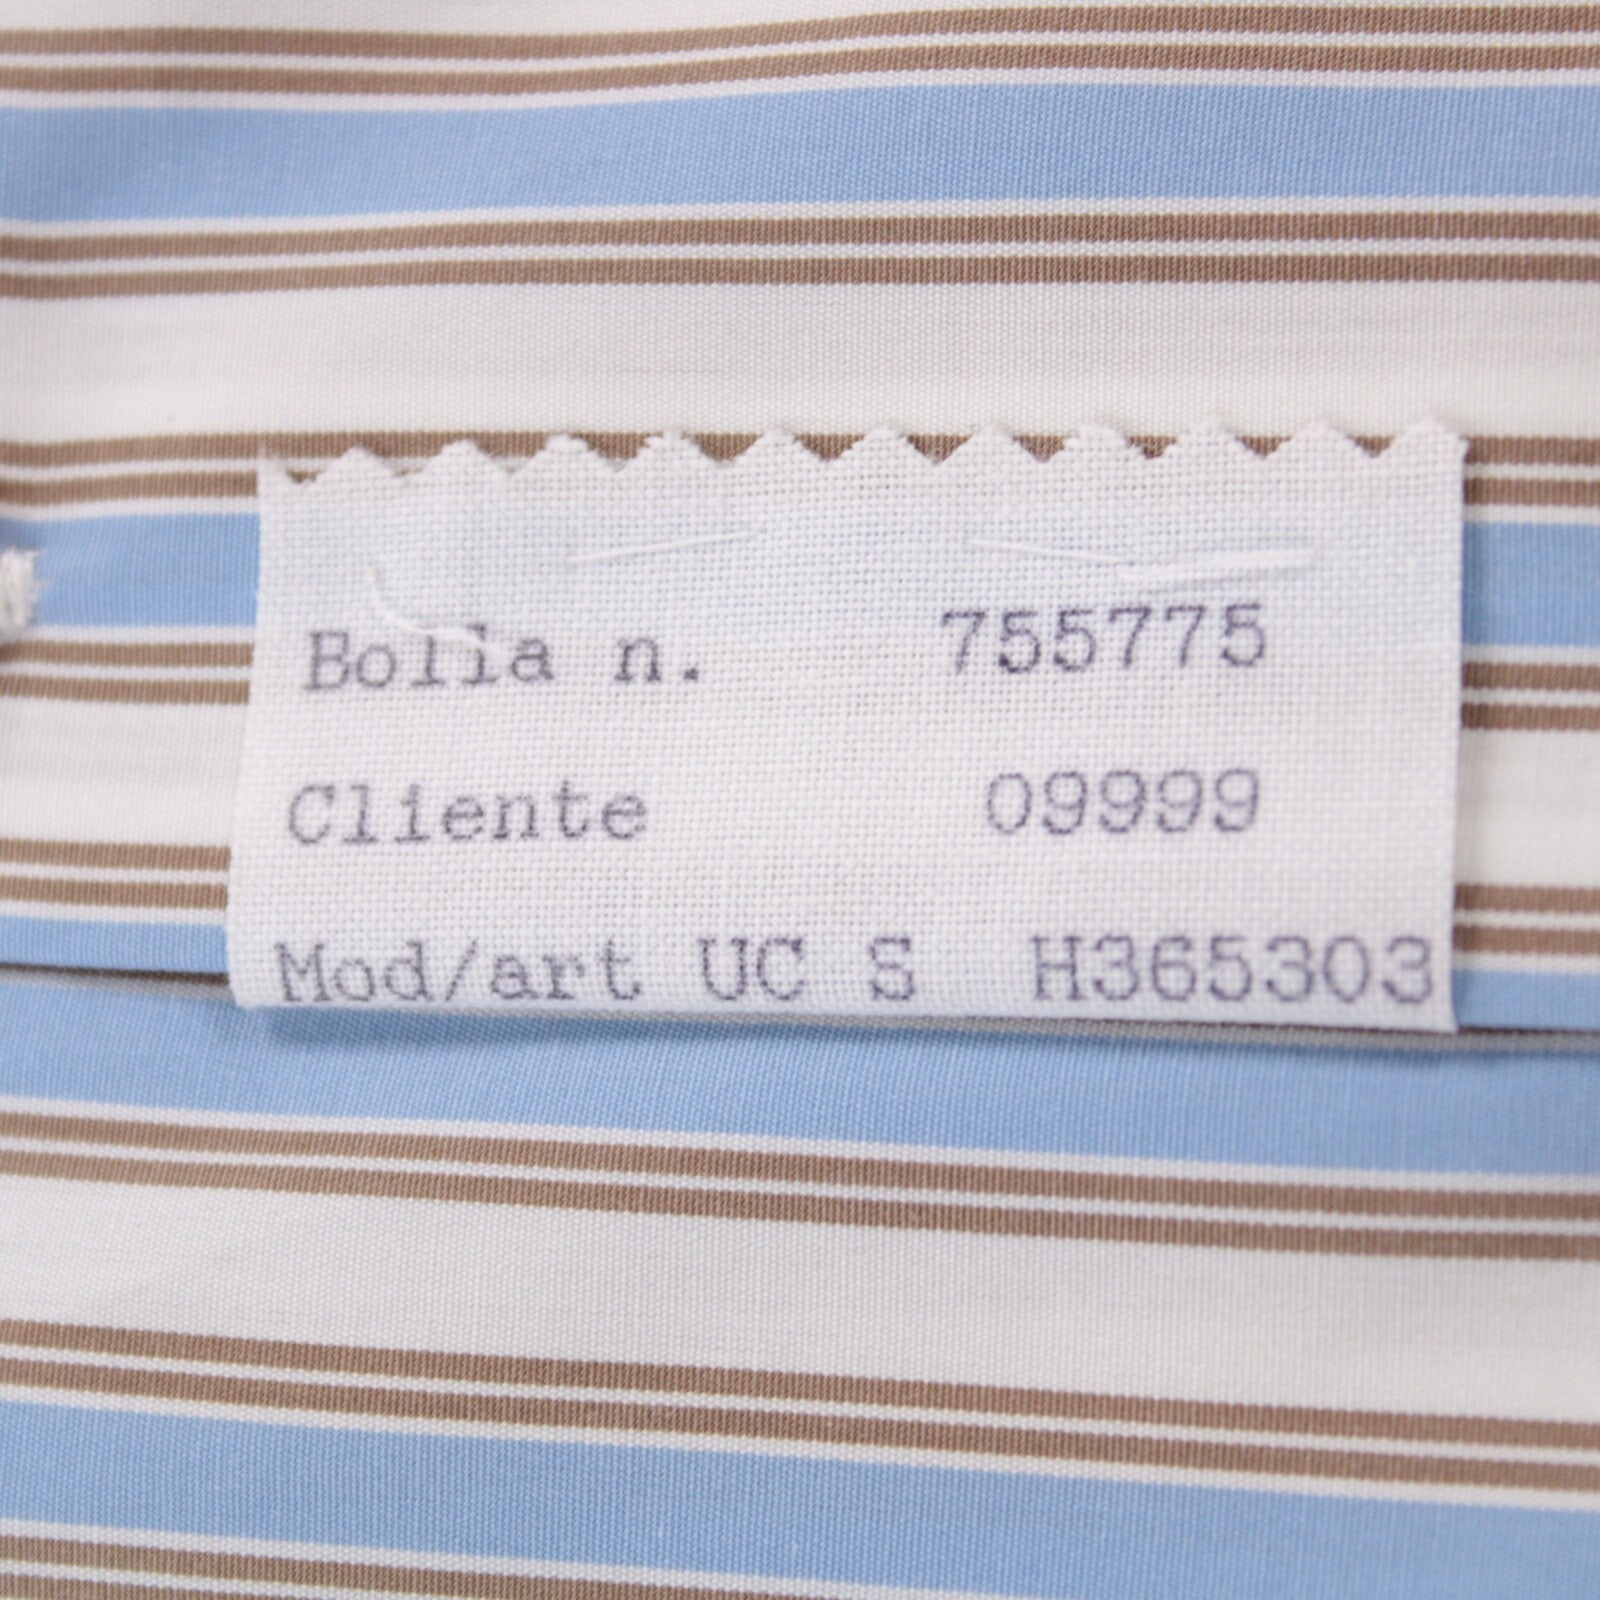 Bolla n. 755775
Cliente 09999
Mod/art UC S H365303